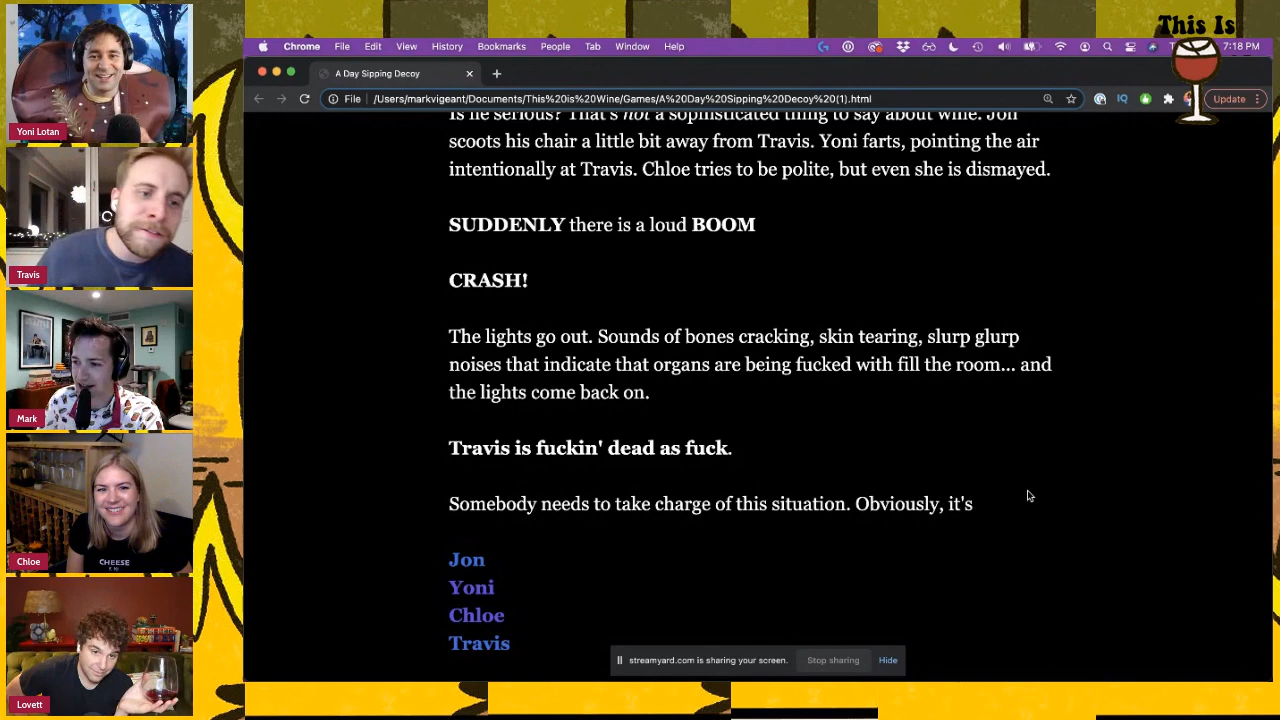 This Is
Chrome File Edit View History Bookmarks People Tab Window Help
7:18 PM
A Day Sipping Decoy
File /Users/markvigeant/Documents/This%20is%20Wine/Games/A%20Day%20Sipping%20Decoy%20(1).html
Update
Is he serious? That's not a sophisticated thing to say about wine. Jon
scoots his chair a little bit away from Travis. Yoni farts, pointing the air
intentionally at Travis. Chloe tries to be polite, but even she is dismayed.
SUDDENLY there is a loud BOOM
CRASH!
The lights go out. Sounds of bones cracking, skin tearing, slurp glurp
noises that indicate that organs are being fucked with fill the room... and
the lights come back on.
Travis is fuckin' dead as fuck.
Somebody needs to take charge of this situation. Obviously, it's
Jon
Yoni
Chloe
Travis
streamyard.com is sharing your screen. Stop sharing Hide
Yoni Lotan
Travis
Mark
Chloe
CHEESE
Lovett